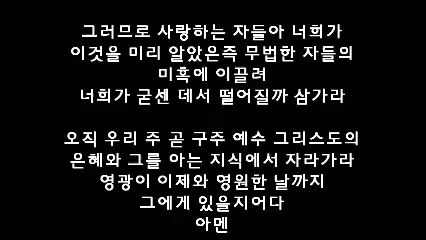 그러므로 사랑하는 자들아 너희가
이것을 미리 알았은즉 무법한 자들의
미혹에 이끌려
너희가 굳센 데서 떨어질까 삼가라
오직 우리 주 곧 구주 예수 그리스도의
은혜와 그를 아는 지식에서 자라가라
영광이 이제와 영원한 날까지
그에게 있을지어다
아멘